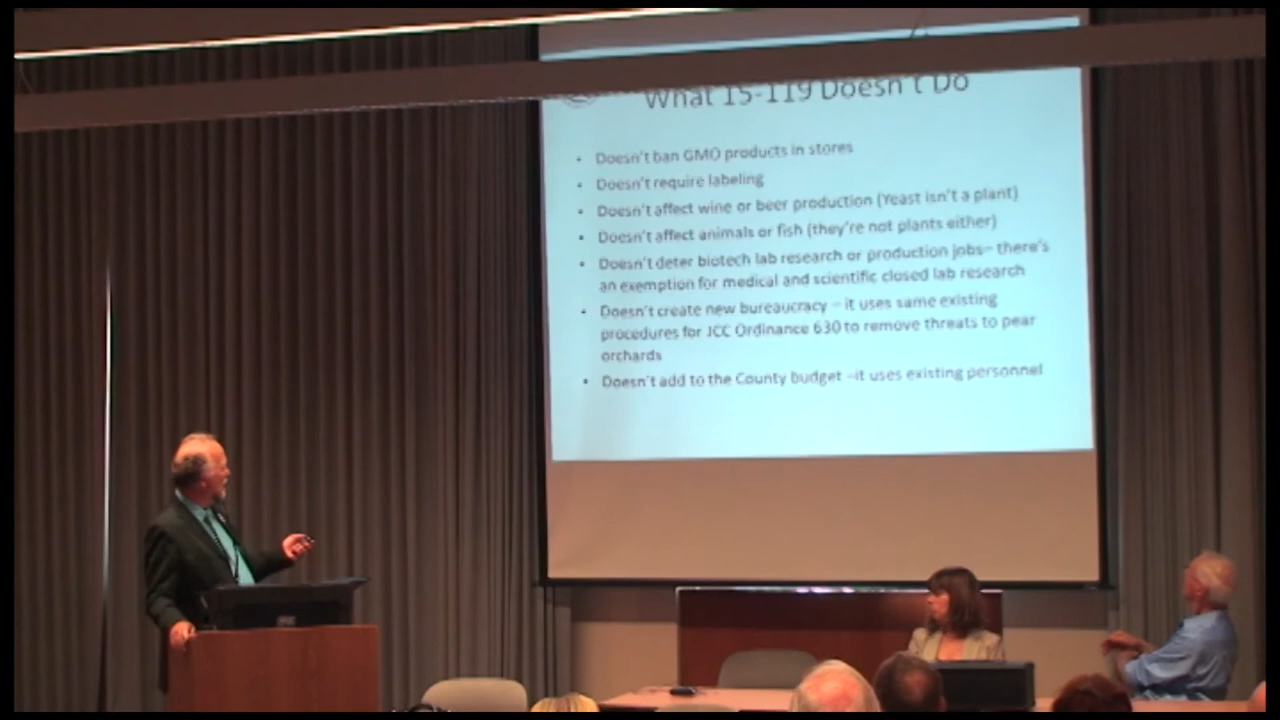 What 15-119 Doesn't Do
• Doesn't ban GMO products in stores
• Doesn't require labeling
• Doesn't affect wine or beer production (Yeast isn't a plant)
• Doesn't affect animals or fish (they're not plants either)
• Doesn't deter biotech lab research or production jobs– there's
an exemption for medical and scientific closed lab research
• Doesn't create new bureaucracy – it uses same existing
procedures for JCC Ordinance 630 to remove threats to pear
orchards
• Doesn't add to the County budget –it uses existing personnel